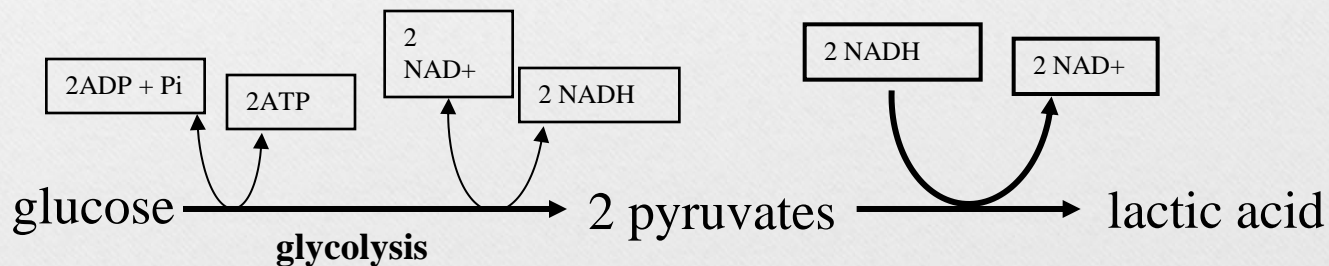 2ADP + Pi
2ATP
2
NAD+
2 NADH
2 NADH
2 NAD+
glucose
2 pyruvates
lactic acid
glycolysis